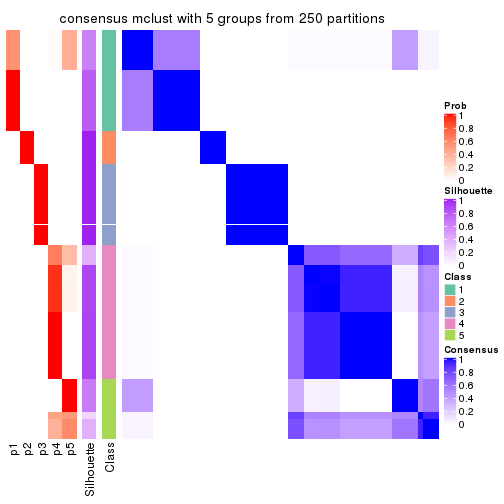 consensus mclust with 5 groups from 250 partitions
Prob
1
0.8
0.6
0.4
0.2
0
Silhouette
1
0.8
0.6
0.4
0.2
0
Class
1
2
3
4
5
Consensus
1
0.8
0.6
0.4
0.2
0
p1
p2
p3
p4
p5
Silhouette
Class